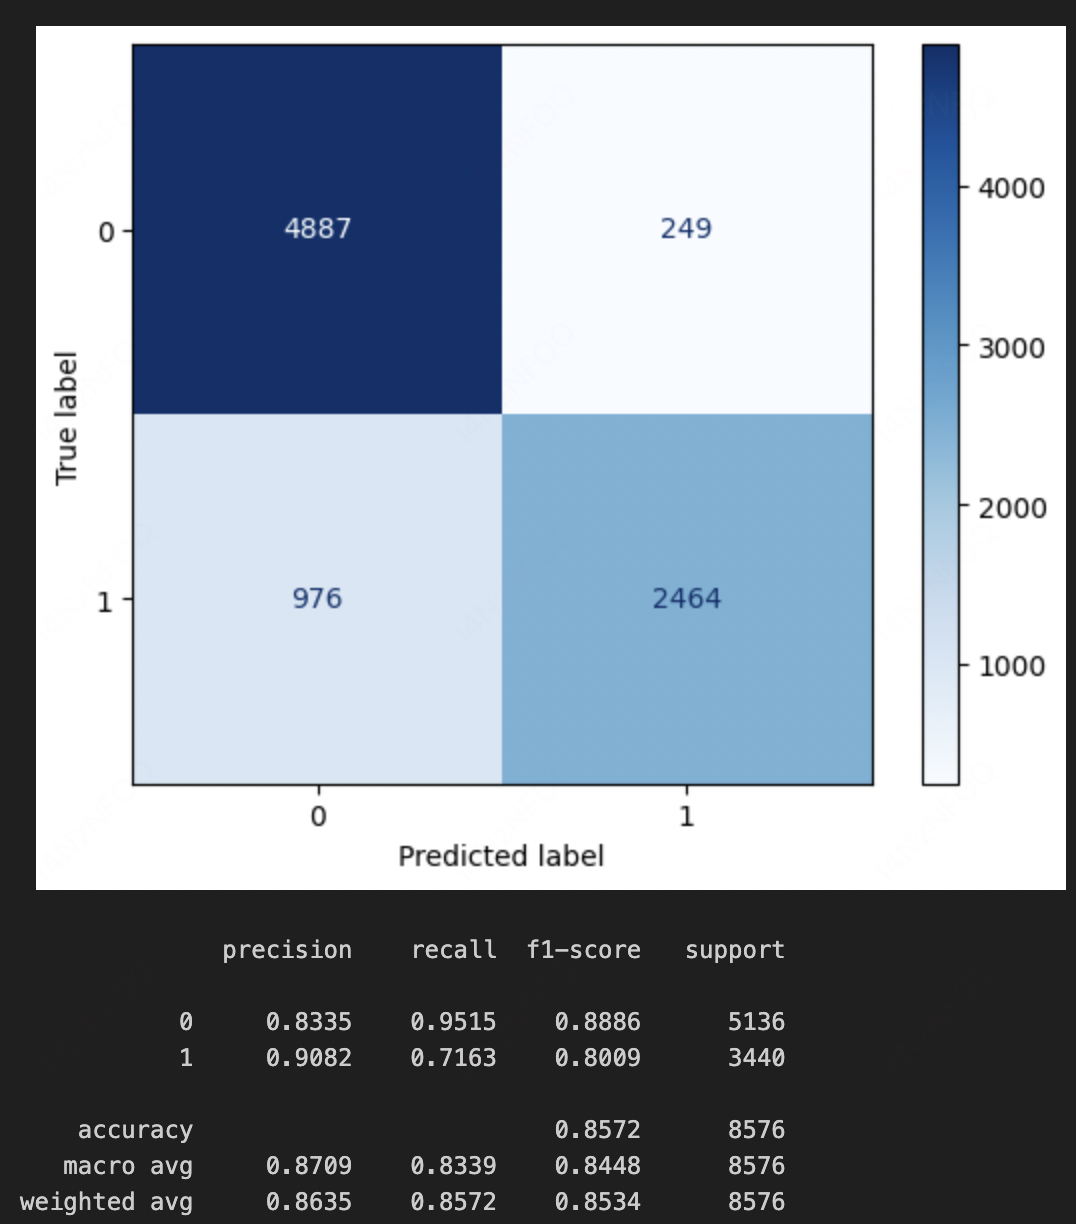 4887 249
976 2464
0
1
True label
0 1
Predicted label
4000
3000
2000
1000
precision recall f1-score support
0 0.8335 0.9515 0.8886 5136
1 0.9082 0.7163 0.8009 3440
accuracy 0.8572 8576
macro avg 0.8709 0.8339 0.8448 8576
weighted avg 0.8635 0.8572 0.8534 8576